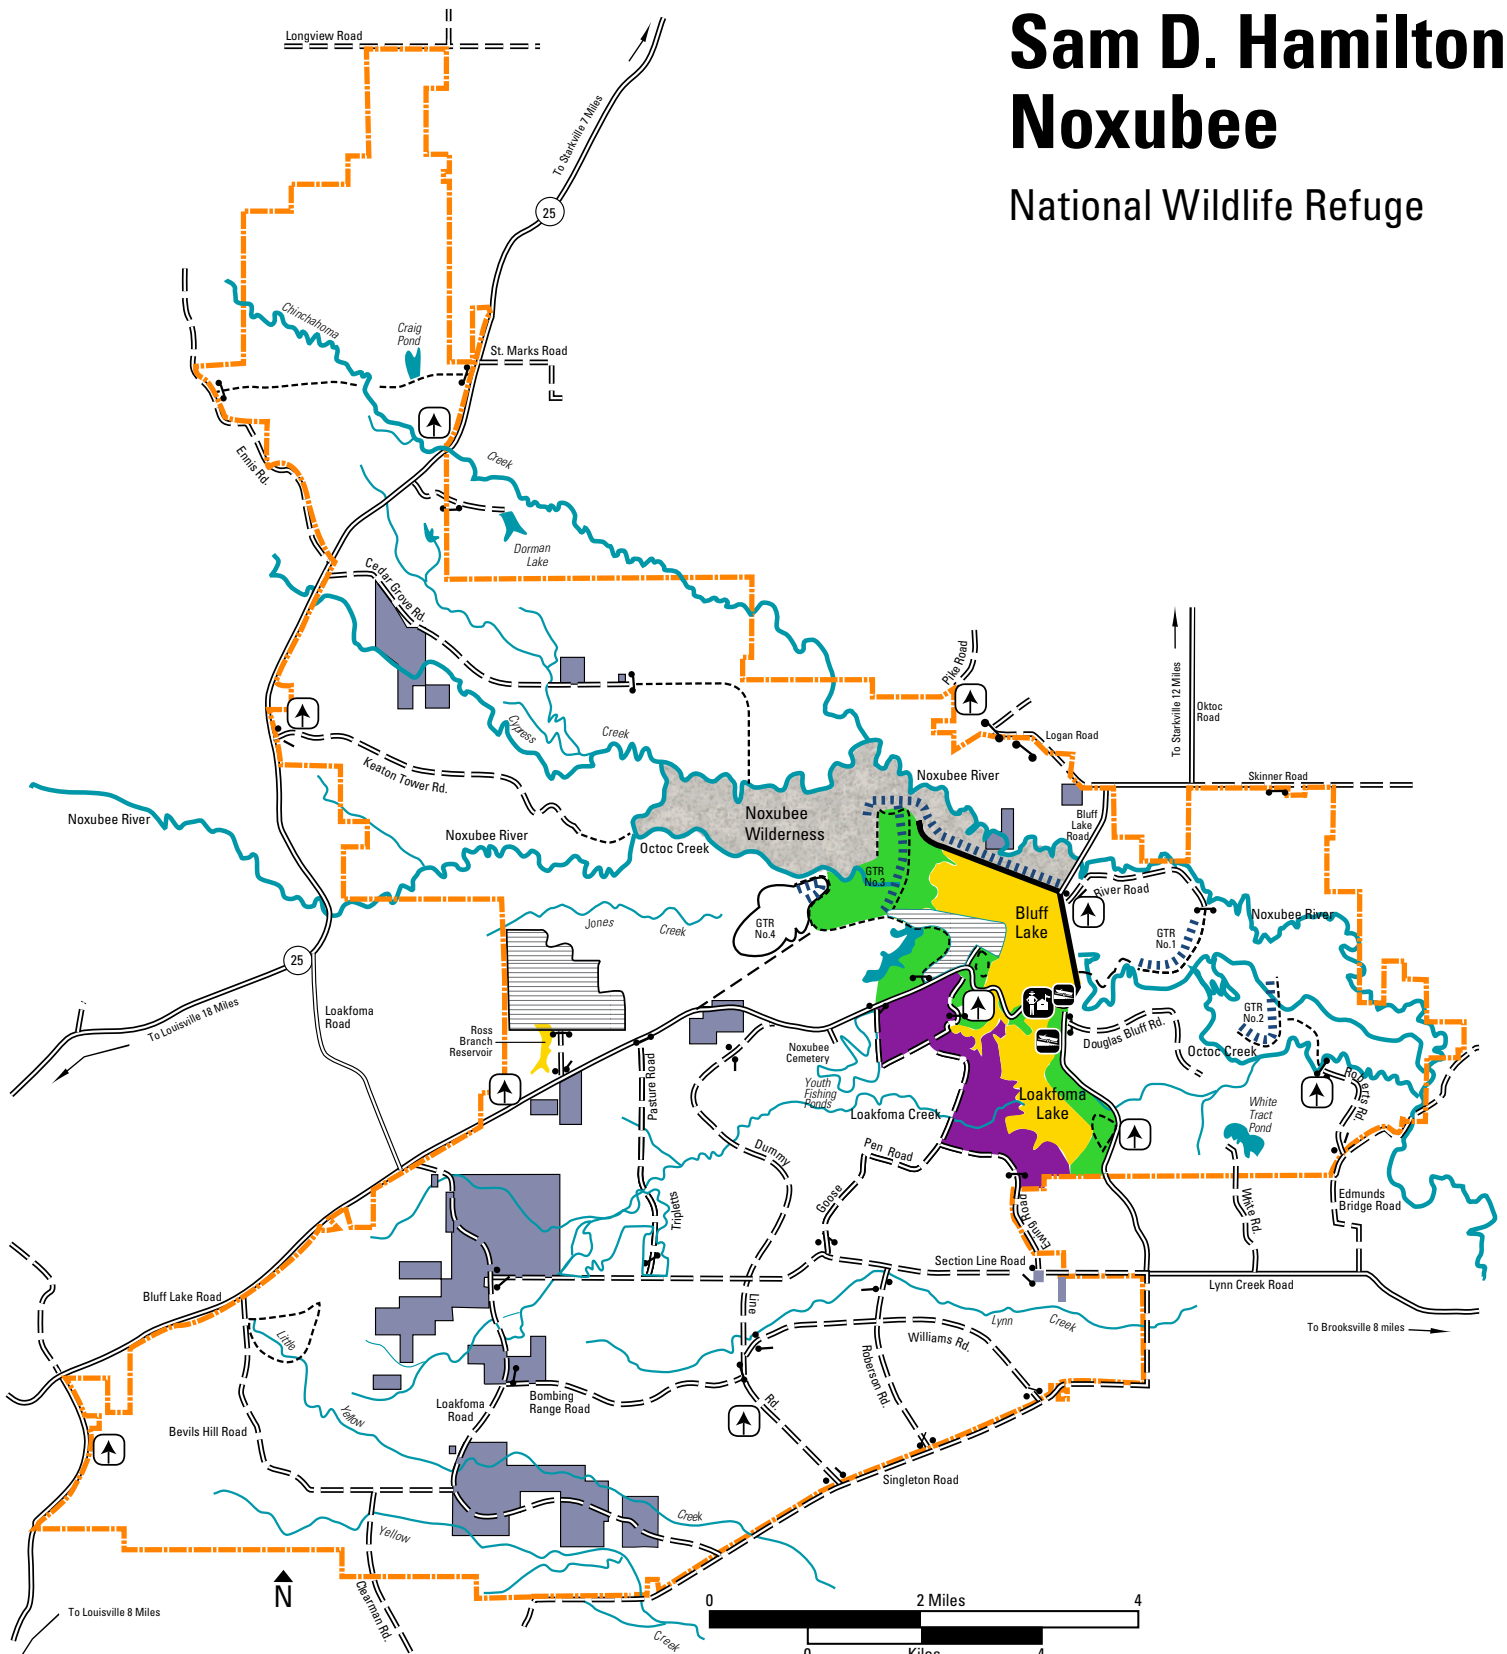 Sam D. Hamilton
Noxubee
National Wildlife Refuge
Longview Road
To Starkville 7 Miles
25
Chinchahoma
Craig
Pond
St. Marks Road
Ennis Rd.
Creek
Dorman
Lake
Cedar Grove Rd.
Pike Road
To Starkville 12 Miles
Oktoc
Road
Cypress
Creek
Logan Road
Keaton Tower Rd.
Noxubee River
Skinner Road
Noxubee River
Noxubee River
Noxubee
Wilderness
Octoc Creek
Bluff
Lake
Road
GTR
No.3
River Road
Jones
Creek
GTR
No.4
Bluff
Lake
GTR
No.1
Noxubee River
25
To Louisville 18 Miles
Loakfoma
Road
Ross
Branch
Reservoir
GTR
No.2
Douglas Bluff Rd.
Octoc Creek
Noxubee
Cemetery
Youth
Fishing
Ponds
Pasture Road
Loakfoma Creek
Loakfoma
Lake
White
Tract
Pond
Roberts Rd.
Dummy
Pen Road
Goose
Tripletts
Ewing Road
White Rd.
Edmunds
Bridge Road
Section Line Road
Lynn Creek Road
Bluff Lake Road
Line
Lynn
Creek
To Brooksville 8 miles
Little
Williams Rd.
Roberson Rd.
Yellow
Loakfoma
Road
Bombing
Range Road
Rd.
Bevils Hill Road
Singleton Road
Creek
Yellow
Clearman Rd.
N
To Louisville 8 Miles
0 2 Miles 4
0 Kilos 4
Creek